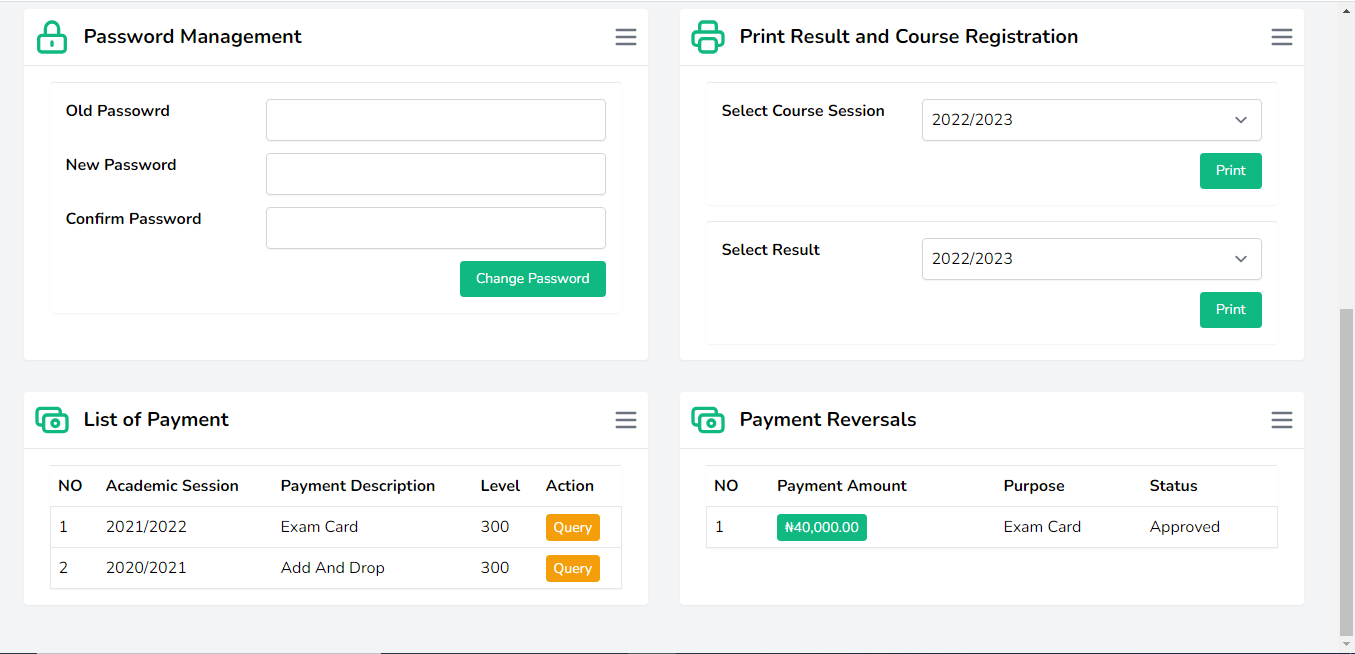 Password Management
Old Passowrd
New Password
Confirm Password
Change Password
Print Result and Course Registration
Select Course Session
2022/2023
Print
Select Result
2022/2023
Print
List of Payment
NO Academic Session Payment Description Level Action
1 2021/2022 Exam Card 300 Query
2 2020/2021 Add And Drop 300 Query
Payment Reversals
NO Payment Amount Purpose Status
1 ₦40,000.00 Exam Card Approved